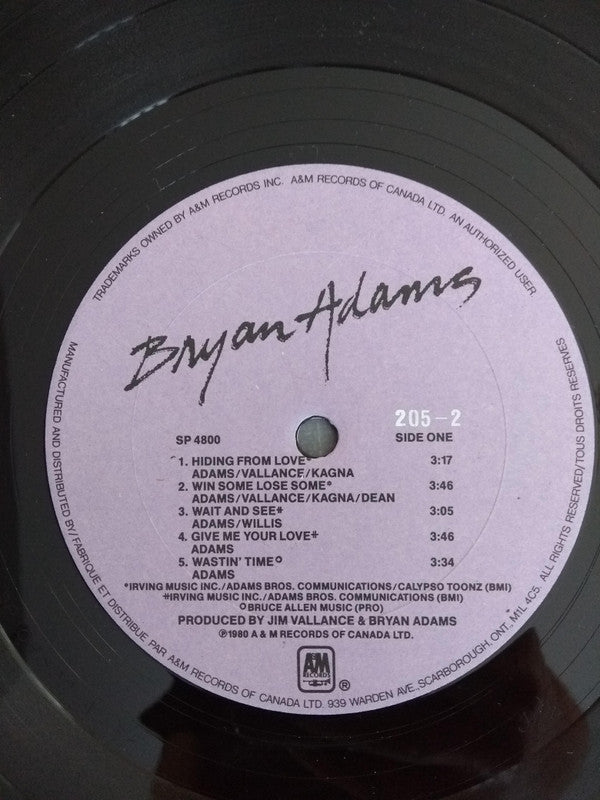 TRADEMARKS OWNED BY A&M RECORDS INC. A&M RECORDS OF CANADA LTD. AN AUTHORIZED USER
Bryan Adams
205-2
SP 4800 SIDE ONE
1. HIDING FROM LOVE* 3:17
ADAMS/VALLANCE/KAGNA
2. WIN SOME LOSE SOME* 3:46
ADAMS/VALLANCE/KAGNA/DEAN
3. WAIT AND SEE# 3:05
ADAMS/WILLIS
4. GIVE ME YOUR LOVE# 3:46
ADAMS
5. WASTIN' TIME○ 3:34
ADAMS
*IRVING MUSIC INC./ADAMS BROS. COMMUNICATIONS/CALYPSO TOONZ (BMI)
#IRVING MUSIC INC./ADAMS BROS. COMMUNICATIONS (BMI)
○BRUCE ALLEN MUSIC (PRO)
PRODUCED BY JIM VALLANCE & BRYAN ADAMS
℗1980 A & M RECORDS OF CANADA LTD.
A&M
RECORDS
®
MANUFACTURED AND DISTRIBUTED BY/FABRIQUE ET DISTRIBUE PAR A&M RECORDS OF CANADA LTD. 939 WARDEN AVE., SCARBOROUGH, ONT., M1L 4C5. ALL RIGHTS RESERVED/TOUS DROITS RESERVES